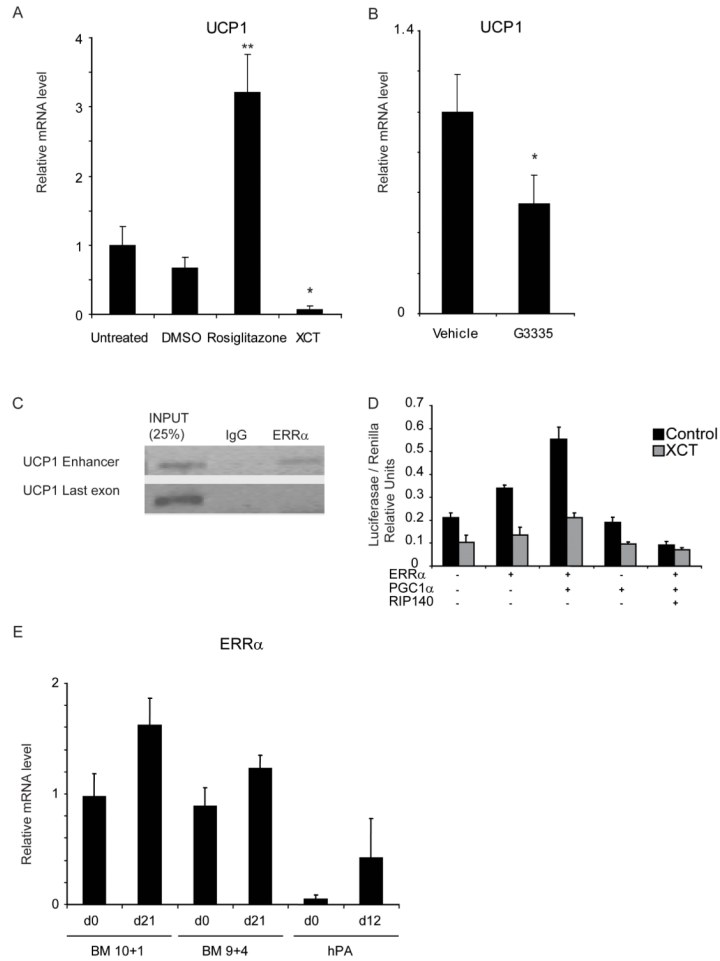 A
UCP1
Relative mRNA level
4
3
2
1
0
**
*
Untreated DMSO Rosiglitazone XCT
B
UCP1
Relative mRNA level
1.4
0
*
Vehicle G3335
C
INPUT (25%) IgG ERRα
UCP1 Enhancer
UCP1 Last exon
D
Luciferasae / Renilla
Relative Units
0.7
0.6
0.5
0.4
0.3
0.2
0.1
0
Control
XCT
ERRα - + + - +
PGC1α - - + + +
RIP140 - - - - +
E
ERRα
Relative mRNA level
2
1
0
d0 d21 d0 d21 d0 d12
BM 10+1 BM 9+4 hPA